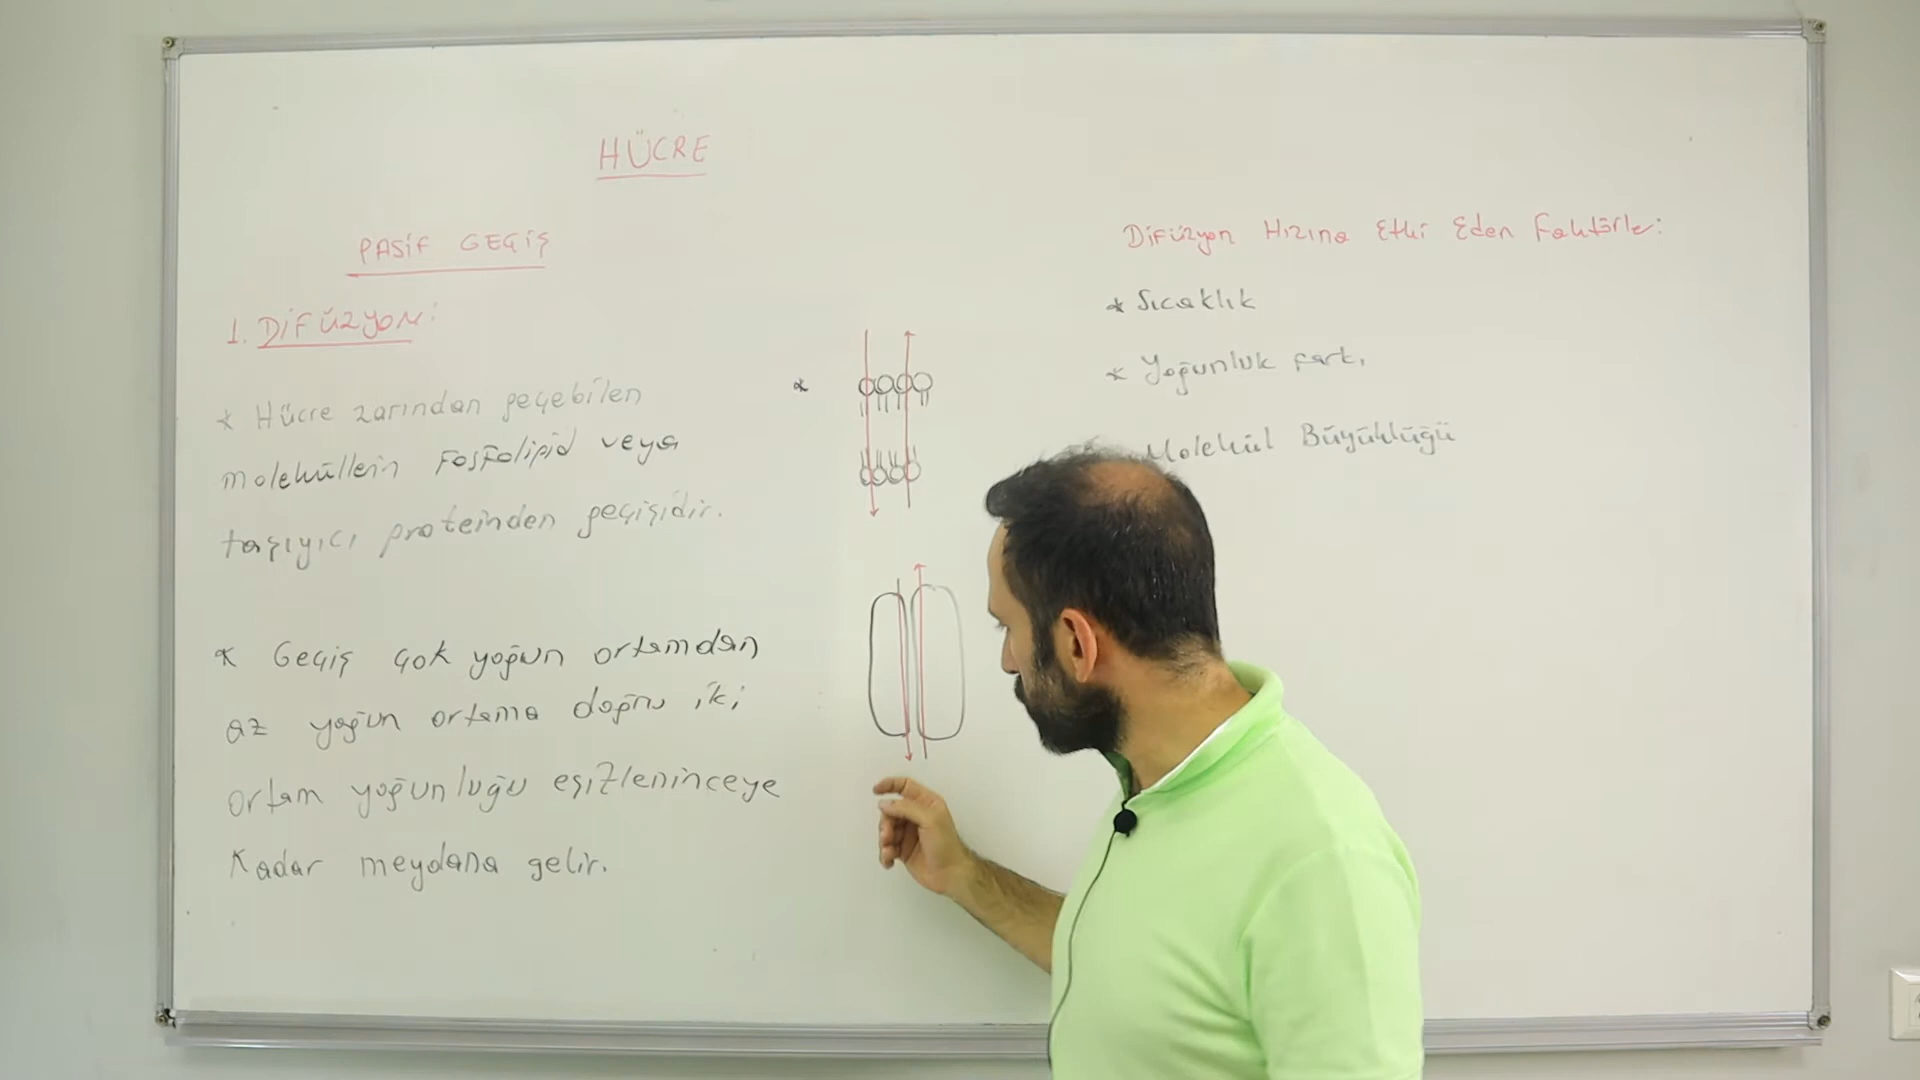 HÜCRE
PASİF GEÇİŞ
1. DİFÜZYON:
* Hücre zarından geçebilen
moleküllerin fosfolipid veya
taşıyıcı proteinden geçişidir.
* Geçiş çok yoğun ortamdan
az yoğun ortama doğru iki
ortam yoğunluğu eşitleninceye
kadar meydana gelir.
*
Difüzyon Hızına Etki Eden Faktörler:
* Sıcaklık
* Yoğunluk farkı
Molekül Büyüklüğü